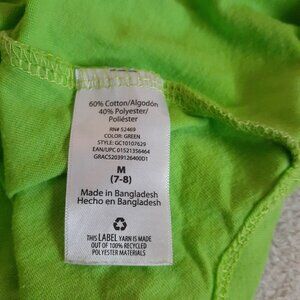 60% Cotton/Algodón
40% Polyester/
Poliéster
RN# 52469
COLOR: GREEN
STYLE: GC10107629
EAN/UPC 01521356464
GRACS2039126400D1
M
(7-8)
Made in Bangladesh
Hecho en Bangladesh
THIS LABEL YARN IS MADE
OUT OF 100% RECYCLED
POLYESTER MATERIALS